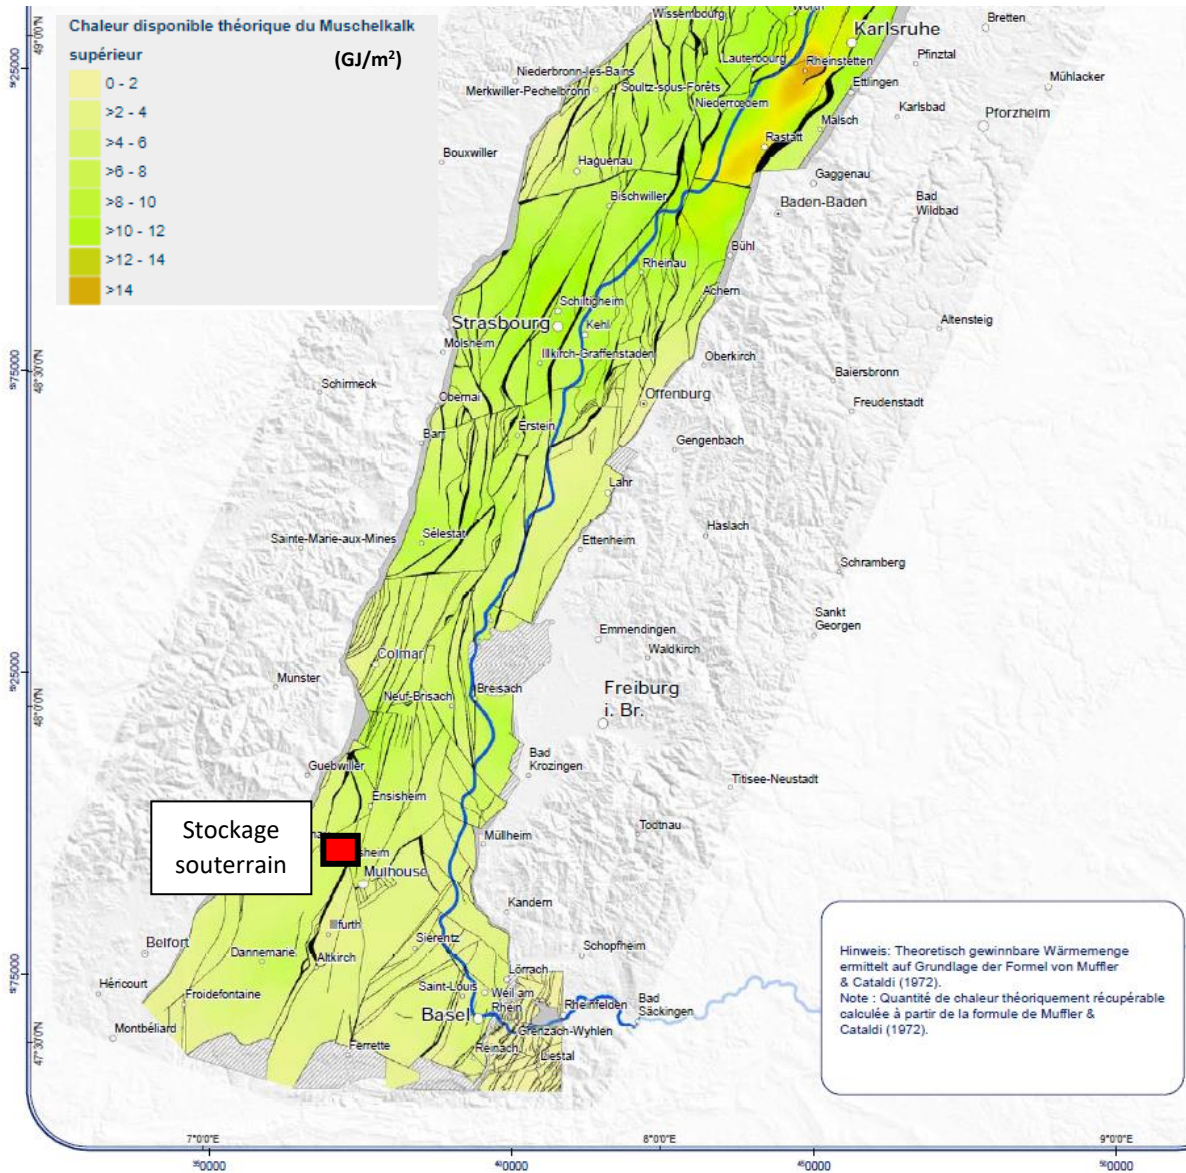 Chaleur disponible théorique du Muschelkalk
supérieur
(GJ/m²)
0 - 2
>2 - 4
>4 - 6
>6 - 8
>8 - 10
>10 - 12
>12 - 14
>14
Wissembourg
Wörth
Bretten
Karlsruhe
Lauterbourg
Rheinstetten
Pfinztal
Niederbronn-les-Bains
Merkwiller-Pechelbronn
Soultz-sous-Forêts
Ettlingen
Mühlacker
Niederrœdern
Karlsbad
Malsch
Pforzheim
Rastatt
Bouxwiller
Haguenau
Gaggenau
Bischwiller
Baden-Baden
Bad
Wildbad
Bühl
Rheinau
Achern
Schiltigheim
Strasbourg
Kehl
Altensteig
Molsheim
Illkirch-Graffenstaden
Oberkirch
Baiersbronn
Schirmeck
Obernai
Offenburg
Freudenstadt
Barr
Erstein
Gengenbach
Lahr
Haslach
Sainte-Marie-aux-Mines
Sélestat
Ettenheim
Schramberg
Sankt
Georgen
Emmendingen
Waldkirch
Colmar
Munster
Neuf-Brisach
Breisach
Freiburg
i. Br.
Guebwiller
Bad
Krozingen
Titisee-Neustadt
Ensisheim
Stockage
souterrain
sheim
Müllheim
Todtnau
Mulhouse
Kandern
Illfurth
Belfort
Dannemarie
Altkirch
Sierentz
Schopfheim
Héricourt
Froidefontaine
Saint-Louis
Lörrach
Weil am
Rhein
Rheinfelden
Bad
Säckingen
Basel
Grenzach-Wyhlen
Montbéliard
Ferrette
Reinach
Liestal
Hinweis: Theoretisch gewinnbare Wärmemenge
ermittelt auf Grundlage der Formel von Muffler
& Cataldi (1972).
Note : Quantité de chaleur théoriquement récupérable
calculée à partir de la formule de Muffler &
Cataldi (1972).
49°0'0"N
48°30'0"N
48°0'0"N
47°30'0"N
7°0'0"E
8°0'0"E
9°0'0"E